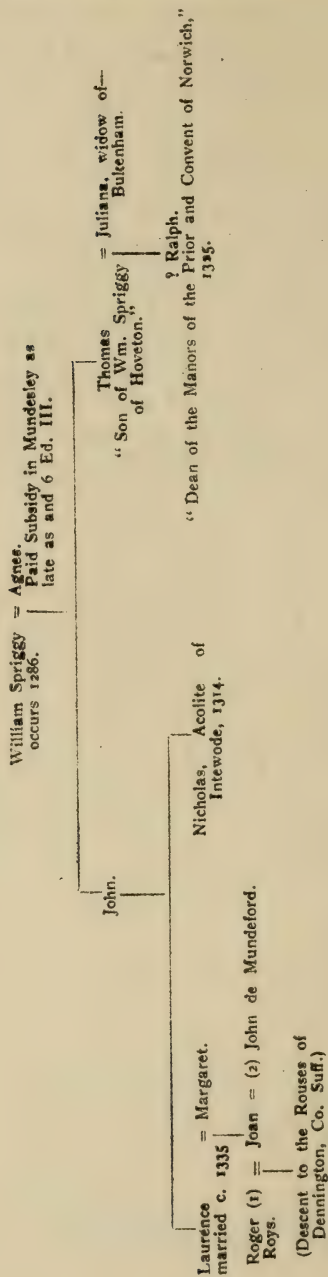 William Spriggy = Agnes.
occurs 1286. Paid Subsidy in Mundesley as
late as and 6 Ed. III.
John.
Thomas = Juliana, widow of—
“ Son of Wm. Spriggy Bukenham.
of Hoveton.”
? Ralph.
1325.
“ Dean of the Manors of the Prior and Convent of Norwich,”
Laurence = Margaret.
married c. 1335
Nicholas, Acolite of
Intewode, 1314.
Roger (1) = Joan = (2) John de Mundeford.
Roys.
(Descent to the Rouses of
Dennington, Co. Suff.)